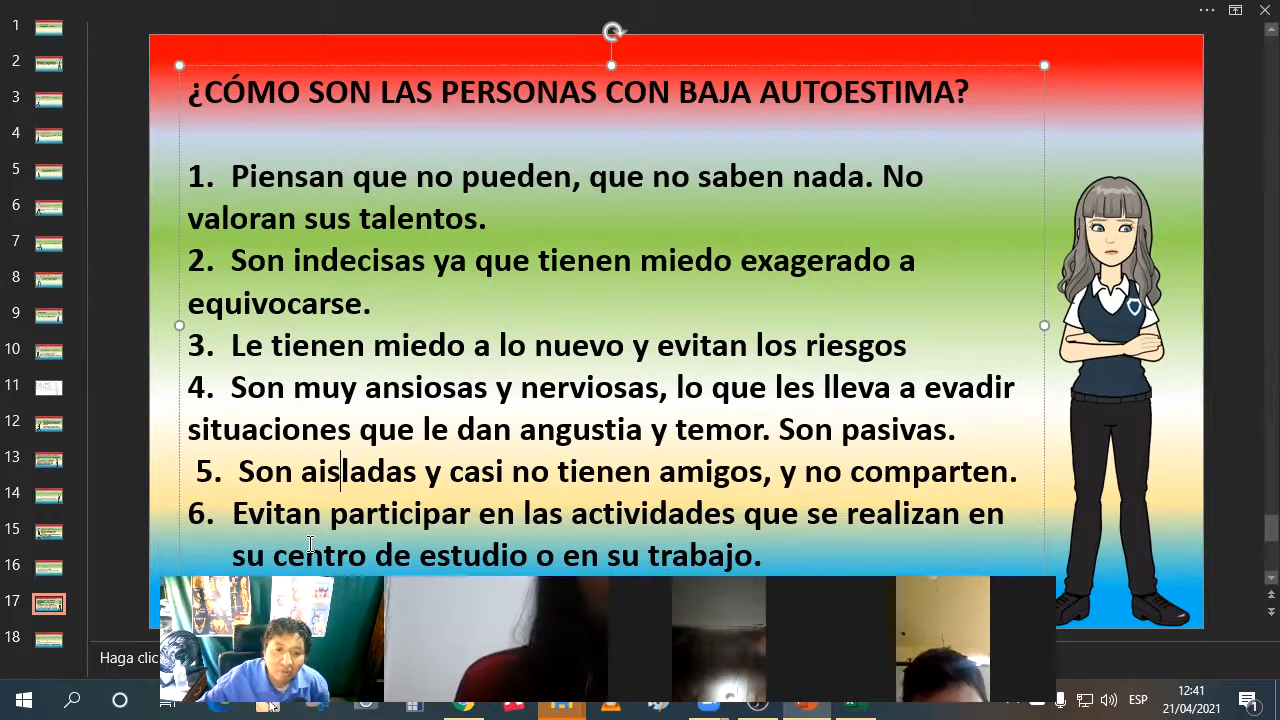 ¿CÓMO SON LAS PERSONAS CON BAJA AUTOESTIMA?
1. Piensan que no pueden, que no saben nada. No
valoran sus talentos.
2. Son indecisas ya que tienen miedo exagerado a
equivocarse.
3. Le tienen miedo a lo nuevo y evitan los riesgos
4. Son muy ansiosas y nerviosas, lo que les lleva a evadir
situaciones que le dan angustia y temor. Son pasivas.
5. Son aisladas y casi no tienen amigos, y no comparten.
6. Evitan participar en las actividades que se realizan en
su centro de estudio o en su trabajo.
1
2
3
4
5
6
7
8
9
10
11
12
13
14
15
16
17
18
Haga clic
ESP
12:41
21/04/2021
1